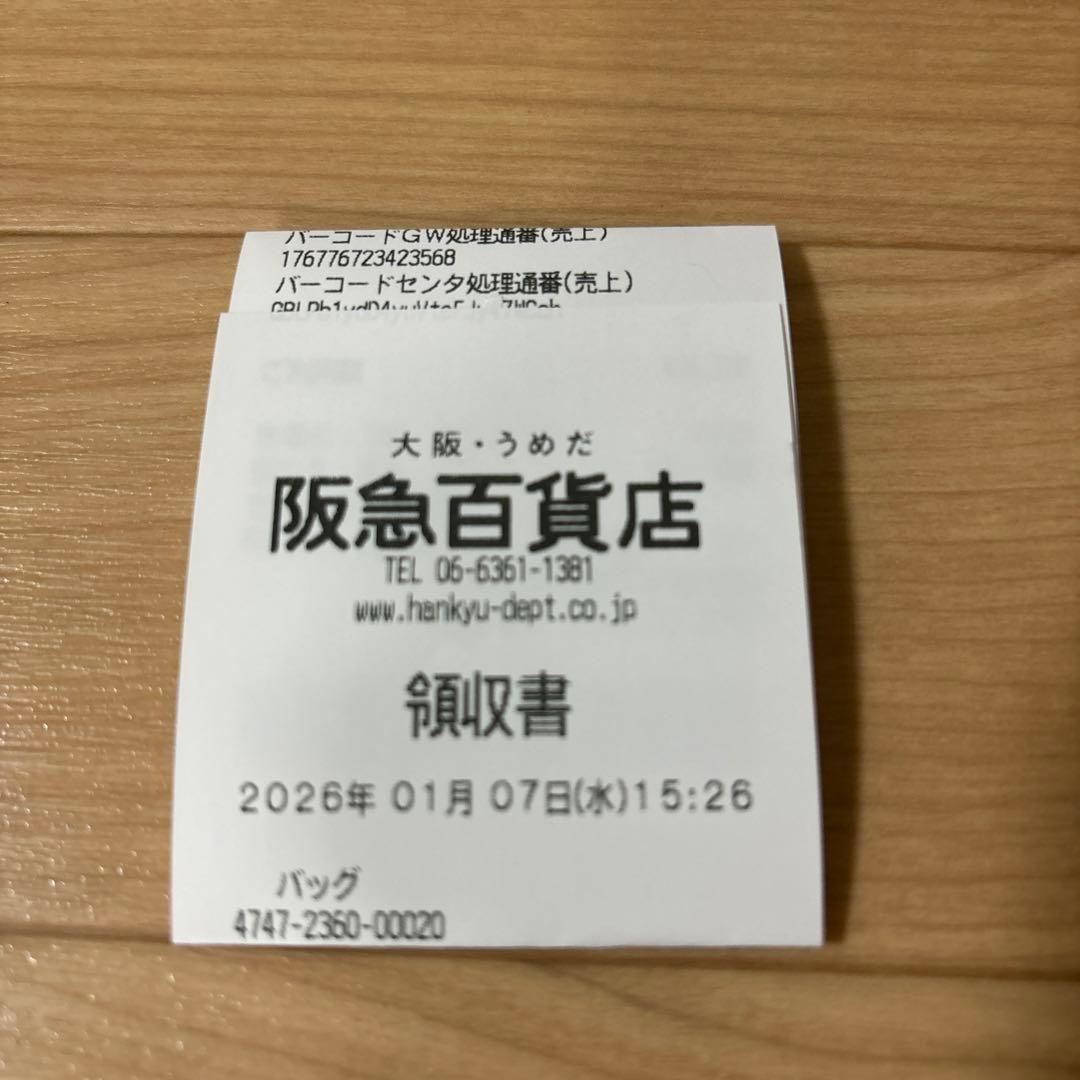 バーコードGW処理通番(売上)
176776723423568
バーコードセンタ処理通番(売上)
大阪・うめだ
阪急百貨店
TEL 06-6361-1381
www.hankyu-dept.co.jp
領収書
2026年 01月 07日(水)15:26
バッグ
4747-2360-00020